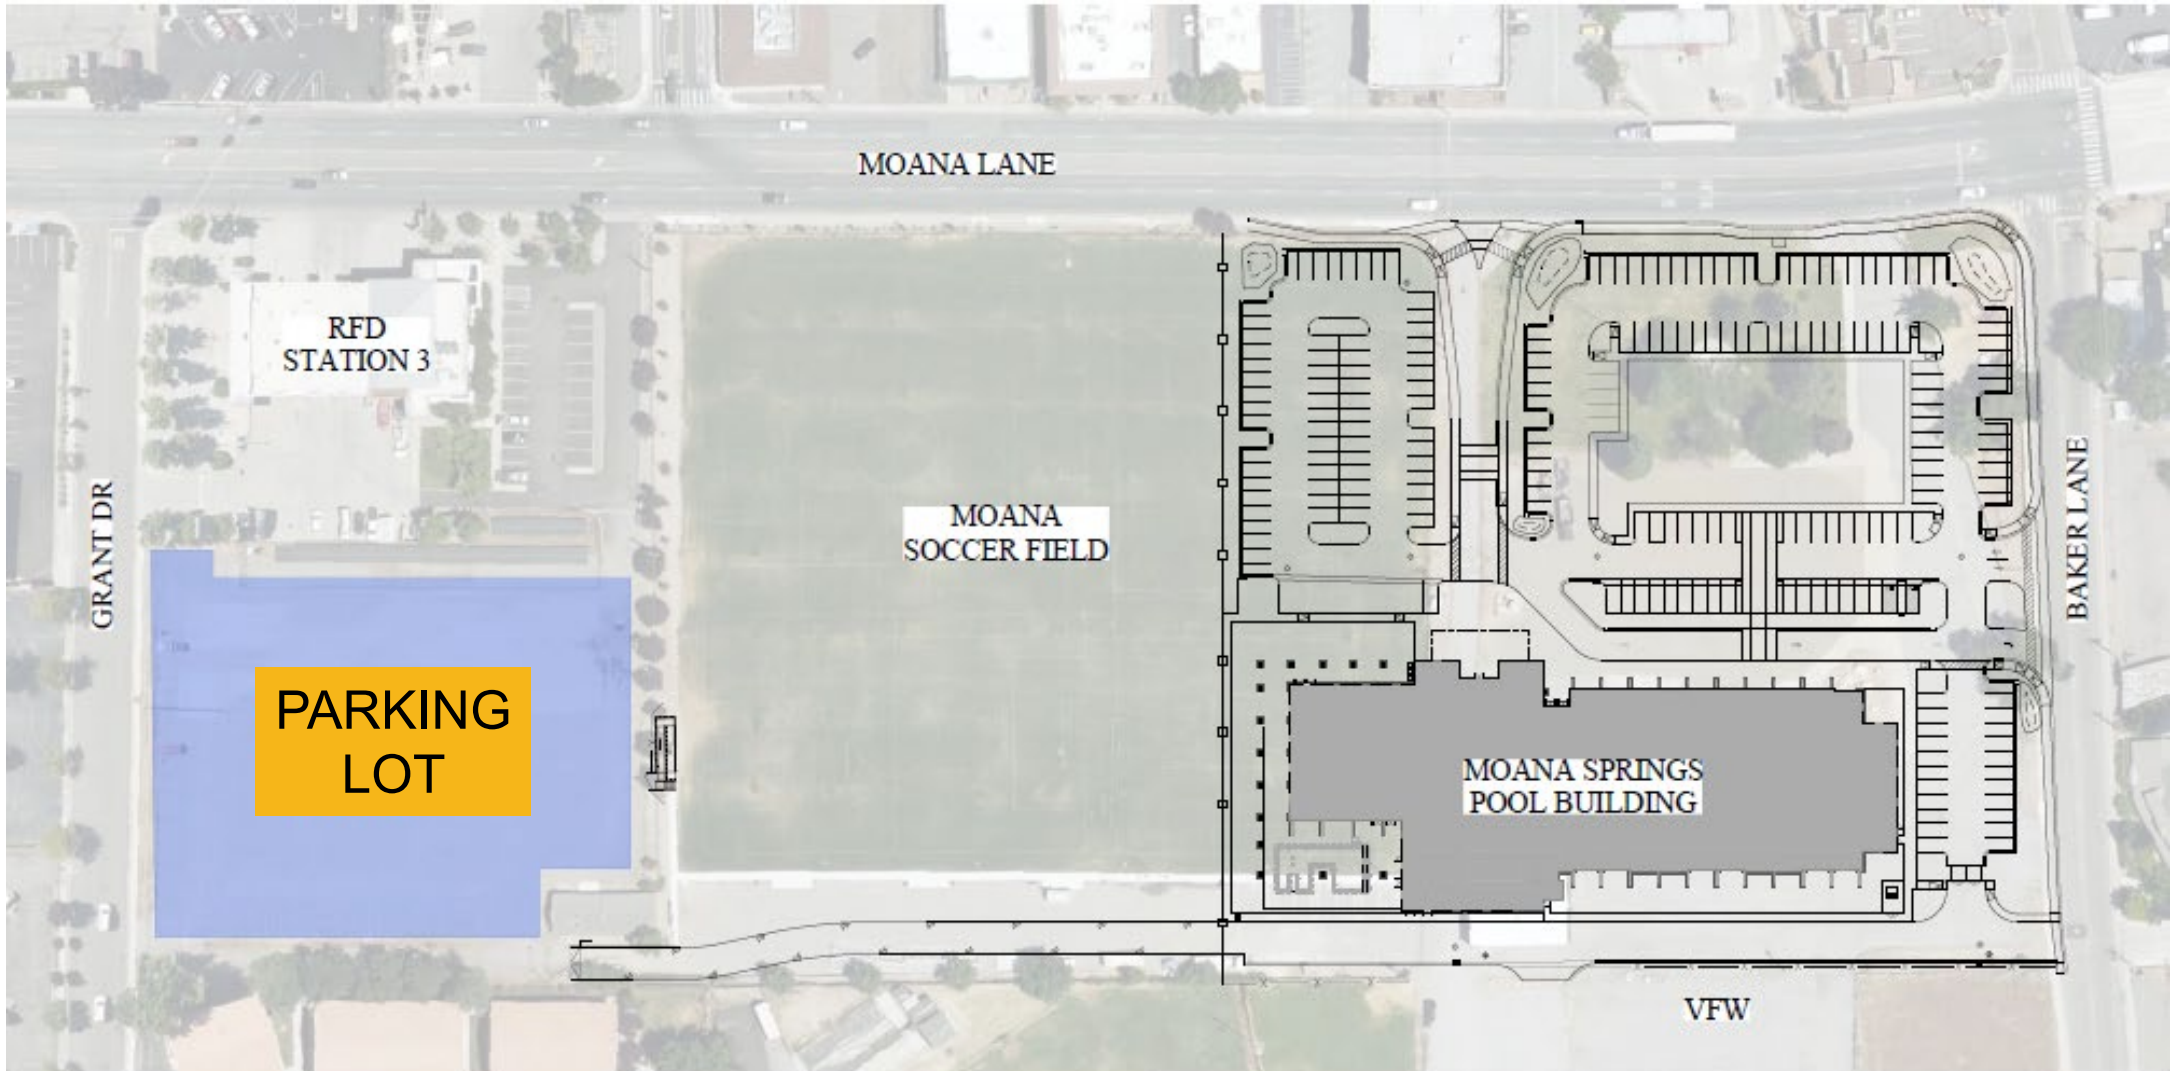 MOANA LANE
RFD
STATION 3
MOANA
SOCCER FIELD
GRANT DR
BAKER LANE
PARKING
LOT
MOANA SPRINGS
POOL BUILDING
VFW